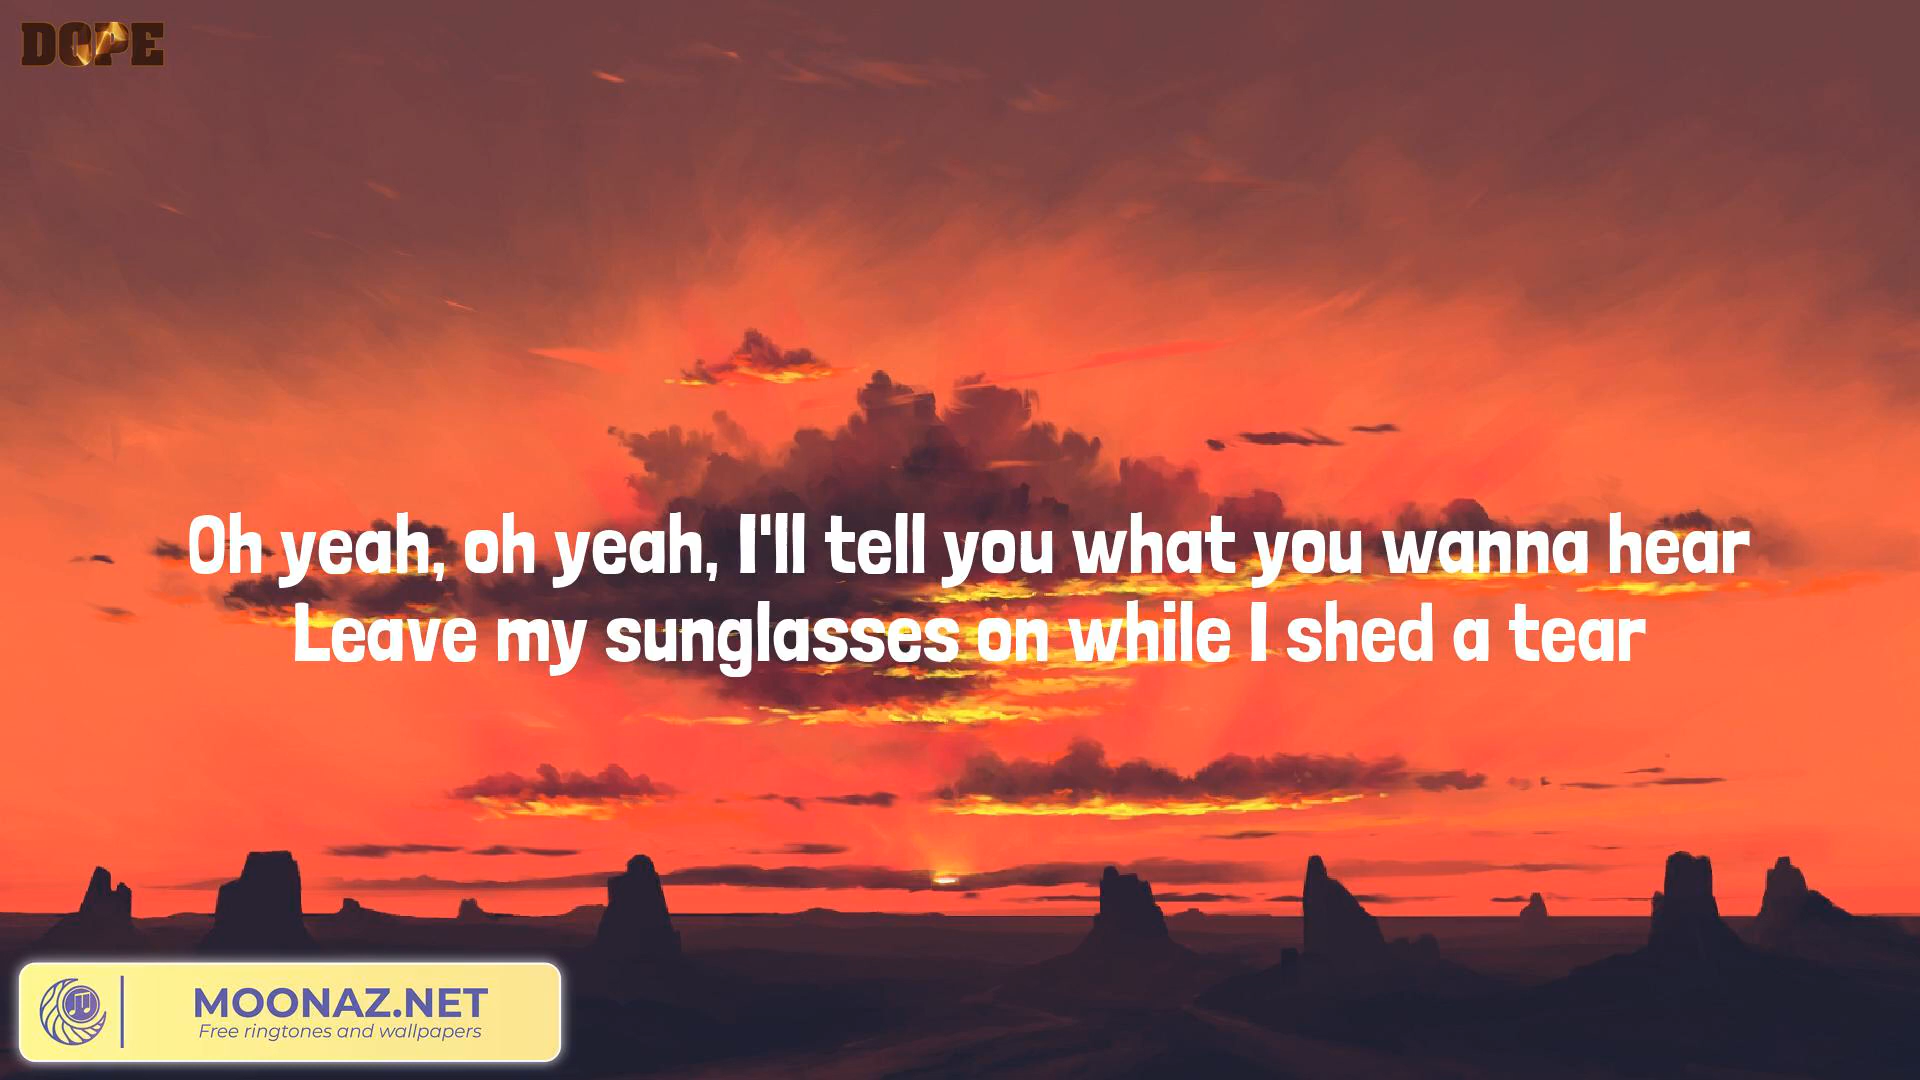 DOPE
Oh yeah, oh yeah, I'll tell you what you wanna hear
Leave my sunglasses on while I shed a tear
MOONAZ.NET
Free ringtones and wallpapers